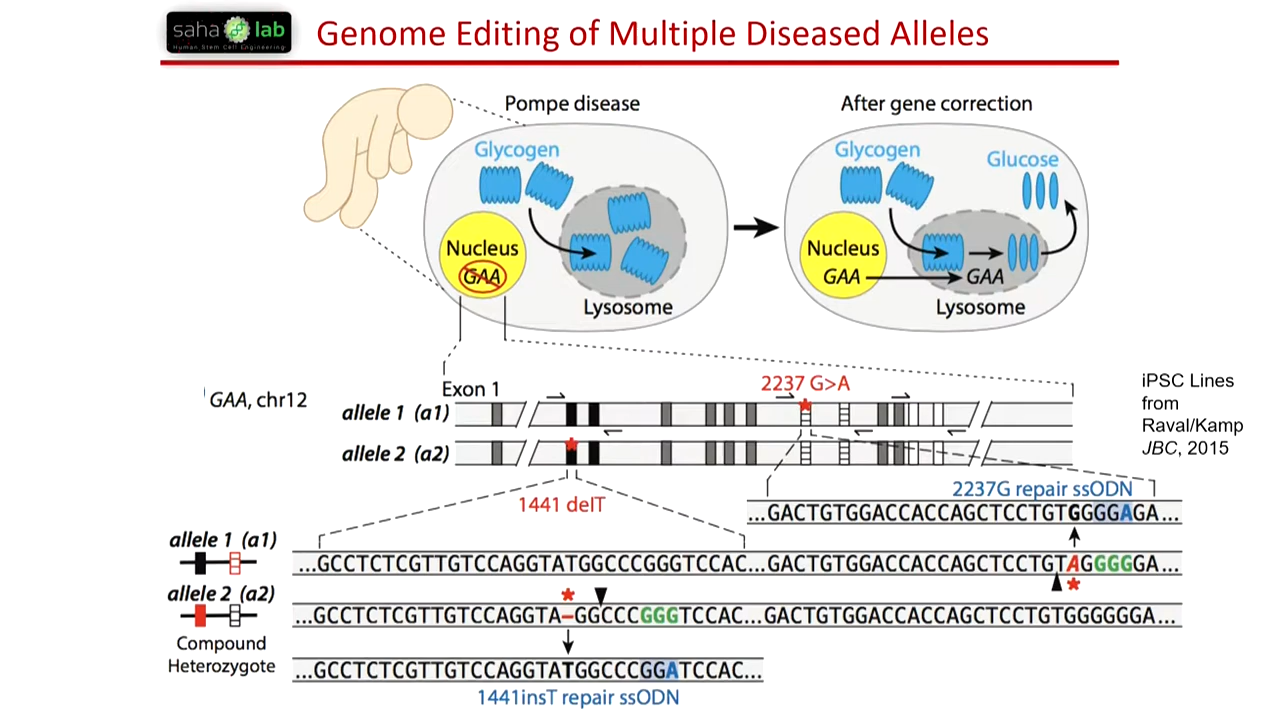 saha lab
Human Stem Cell Engineering
Genome Editing of Multiple Diseased Alleles
Pompe disease
After gene correction
Glycogen
Nucleus
GAA
Lysosome
Glycogen
Glucose
Nucleus
GAA
GAA
Lysosome
GAA, chr12
Exon 1
2237 G>A
allele 1 (a1)
*
allele 2 (a2)
*
iPSC Lines
from
Raval/Kamp
JBC, 2015
1441 delT
2237G repair ssODN
...GACTGTGGACCACCAGCTCCTGTGGGGGAGA...
allele 1 (a1)
...GCCTCTCGTTGTCCAGGTATGGCCCGGGTCCAC...GACTGTGGACCACCAGCTCCTGTAGGGGGA...
*
allele 2 (a2)
*
...GCCTCTCGTTGTCCAGGTA–GGCCCGGGTCCAC...GACTGTGGACCACCAGCTCCTGTGGGGGGA...
Compound
Heterozygote
...GCCTCTCGTTGTCCAGGTATGGCCCGGATCCAC...
1441insT repair ssODN